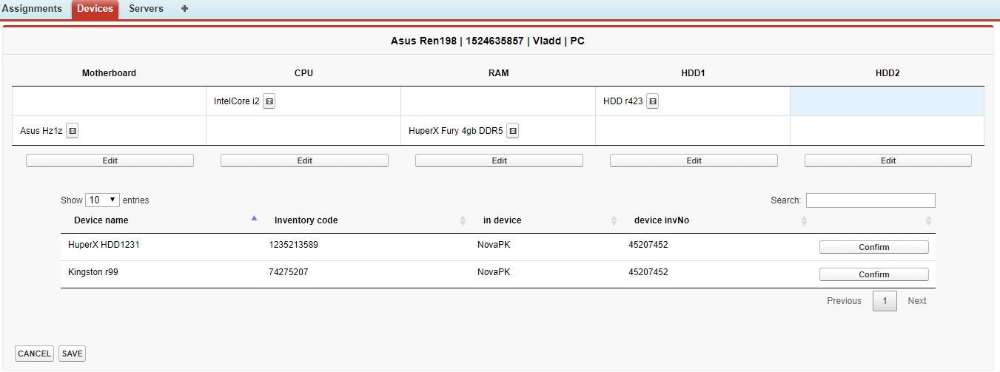 Assignments Devices Servers
Asus Ren198 | 1524635857 | Vladd | PC
Motherboard CPU RAM HDD1 HDD2
IntelCore i2 HDD r423
Asus Hz1z HuperX Fury 4gb DDR5
Edit Edit Edit Edit Edit
Show 10 entries Search:
Device name Inventory code in device device invNo
HuperX HDD1231 1235213589 NovaPK 45207452 Confirm
Kingston r99 74275207 NovaPK 45207452 Confirm
Previous 1 Next
CANCEL SAVE